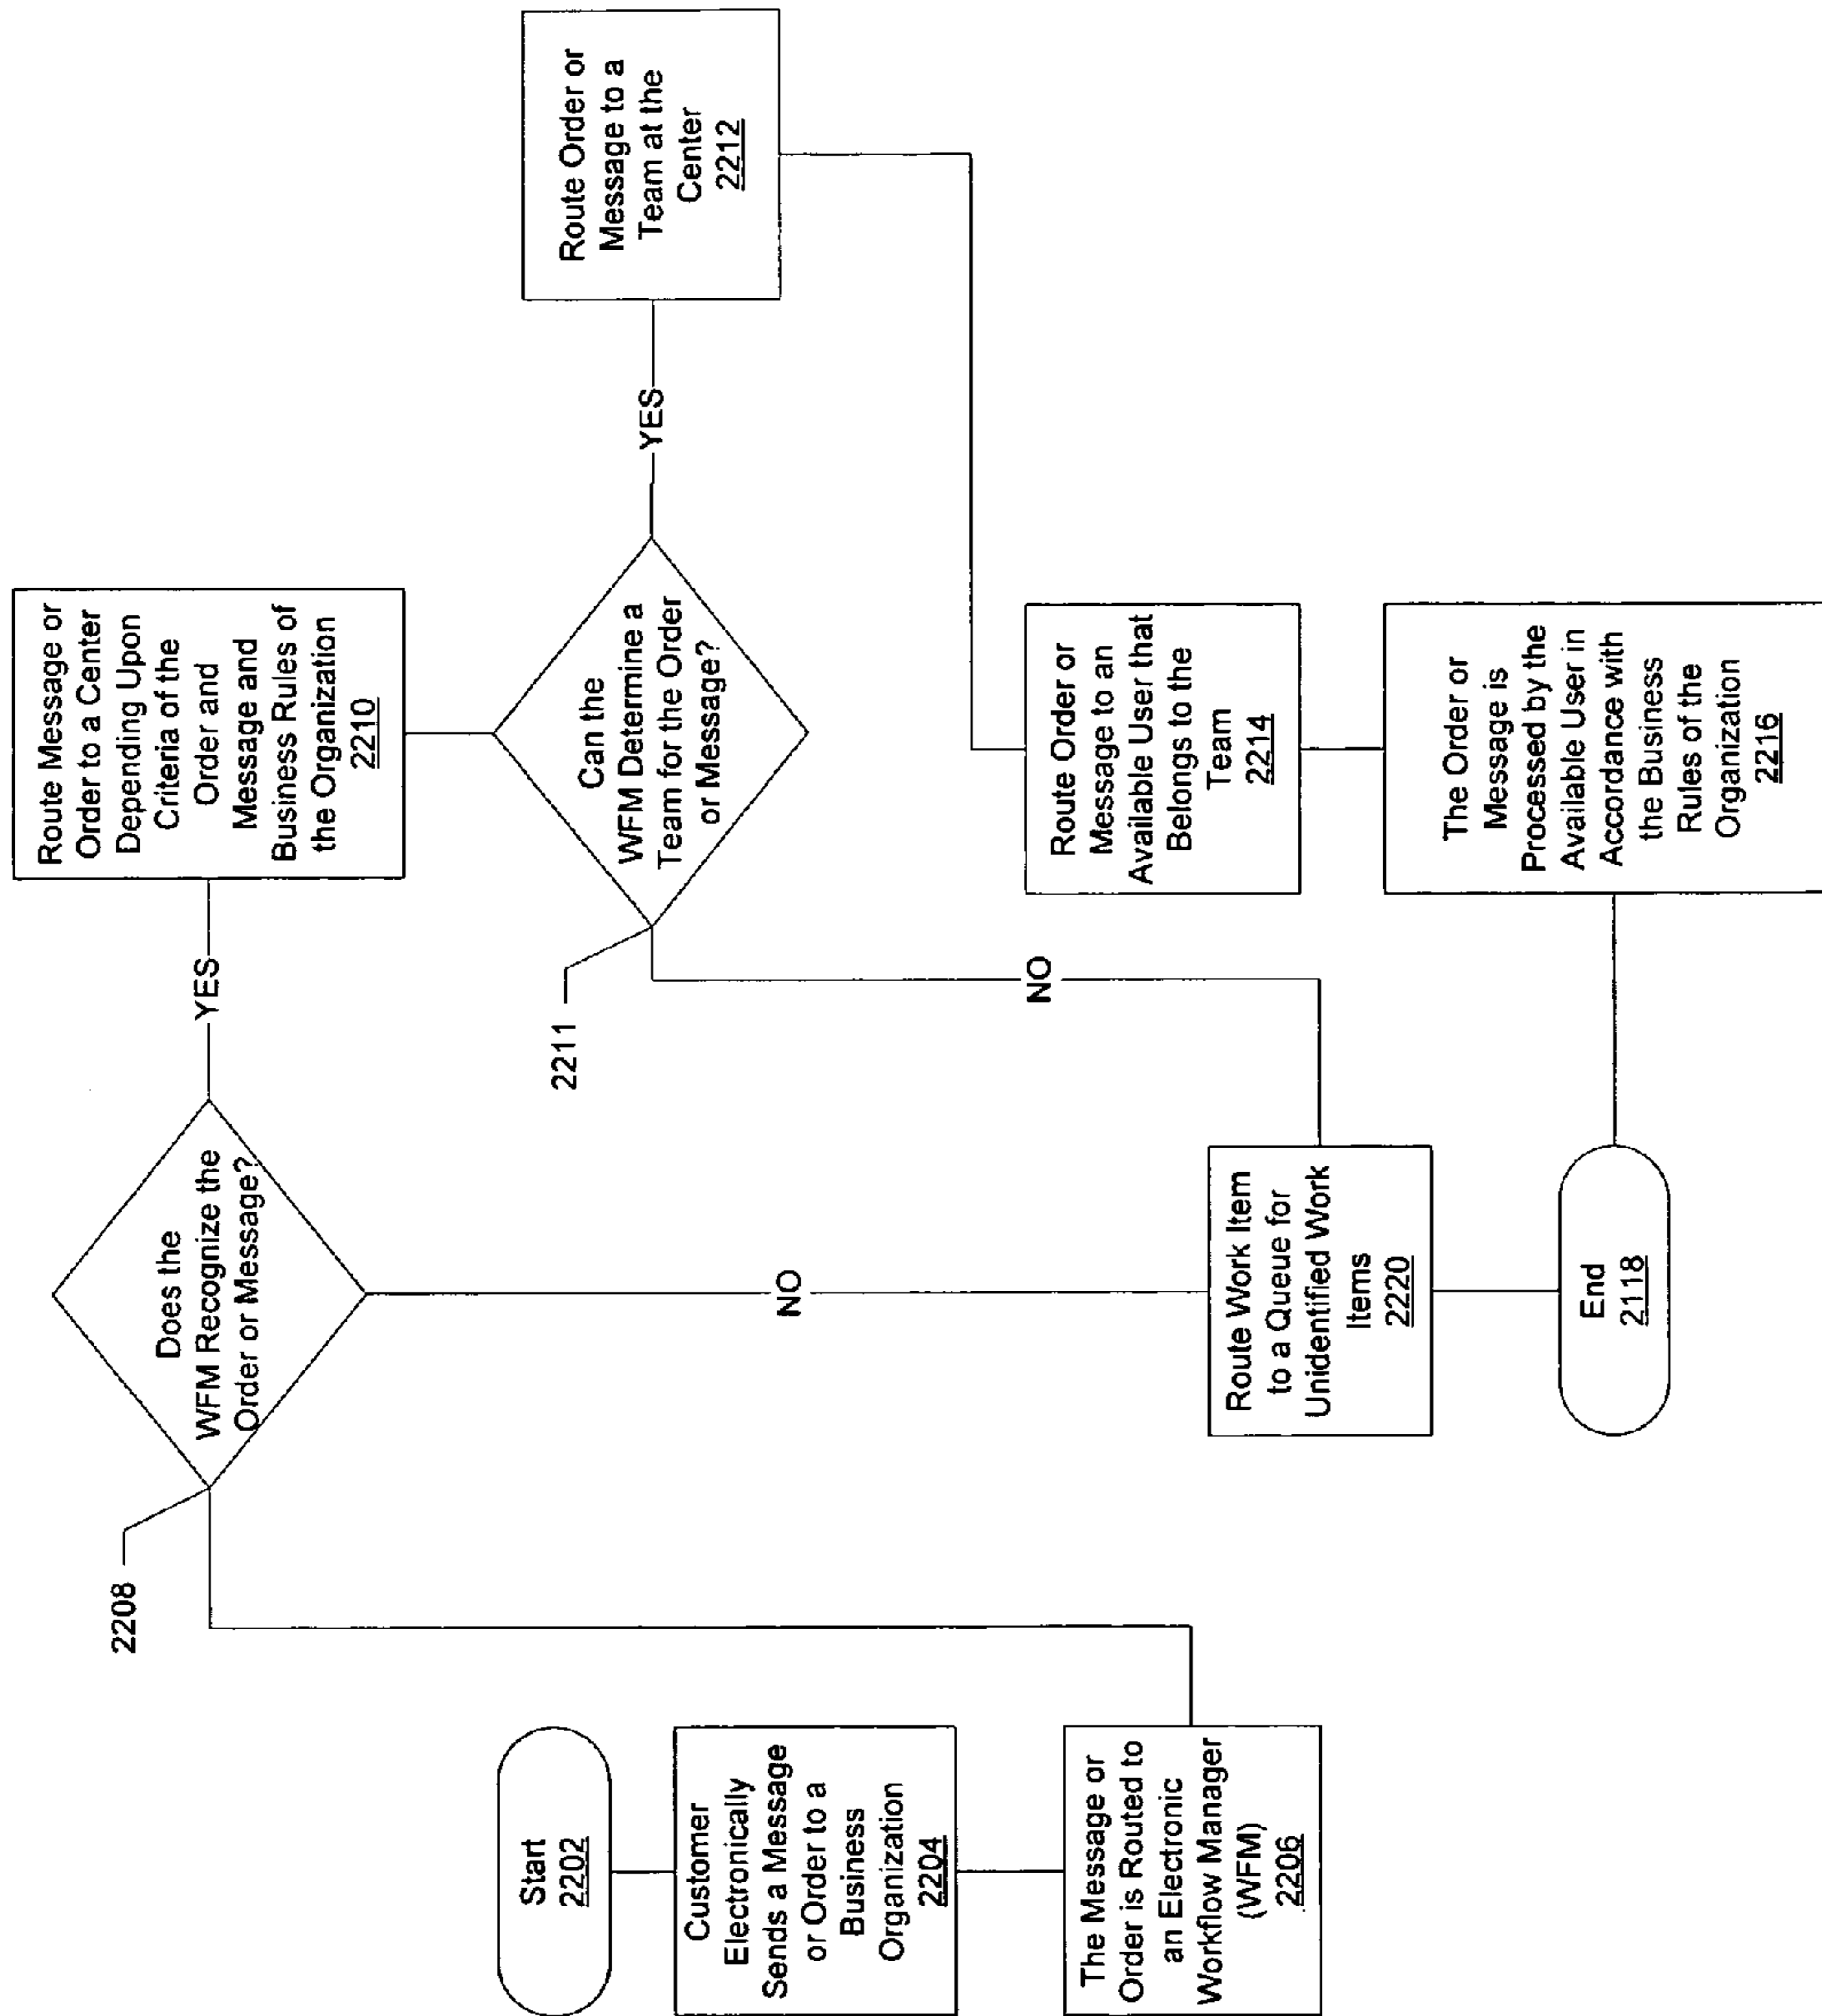 Start
2202
Customer
Electronically
Sends a Message
or Order to a
Business
Organization
2204
The Message or
Order is Routed to
an Electronic
Workflow Manager
(WFM)
2206
2208
Does the
WFM Recognize the
Order or Message?
YES
NO
Route Message or
Order to a Center
Depending Upon
Criteria of the
Order and
Message and
Business Rules of
the Organization
2210
2211
Can the
WFM Determine a
Team for the Order
or Message?
YES
NO
Route Order or
Message to a
Team at the
Center
2212
Route Order or
Message to an
Available User that
Belongs to the
Team
2214
The Order or
Message is
Processed by the
Available User in
Accordance with
the Business
Rules of the
Organization
2216
Route Work Item
to a Queue for
Unidentified Work
Items
2220
End
2118